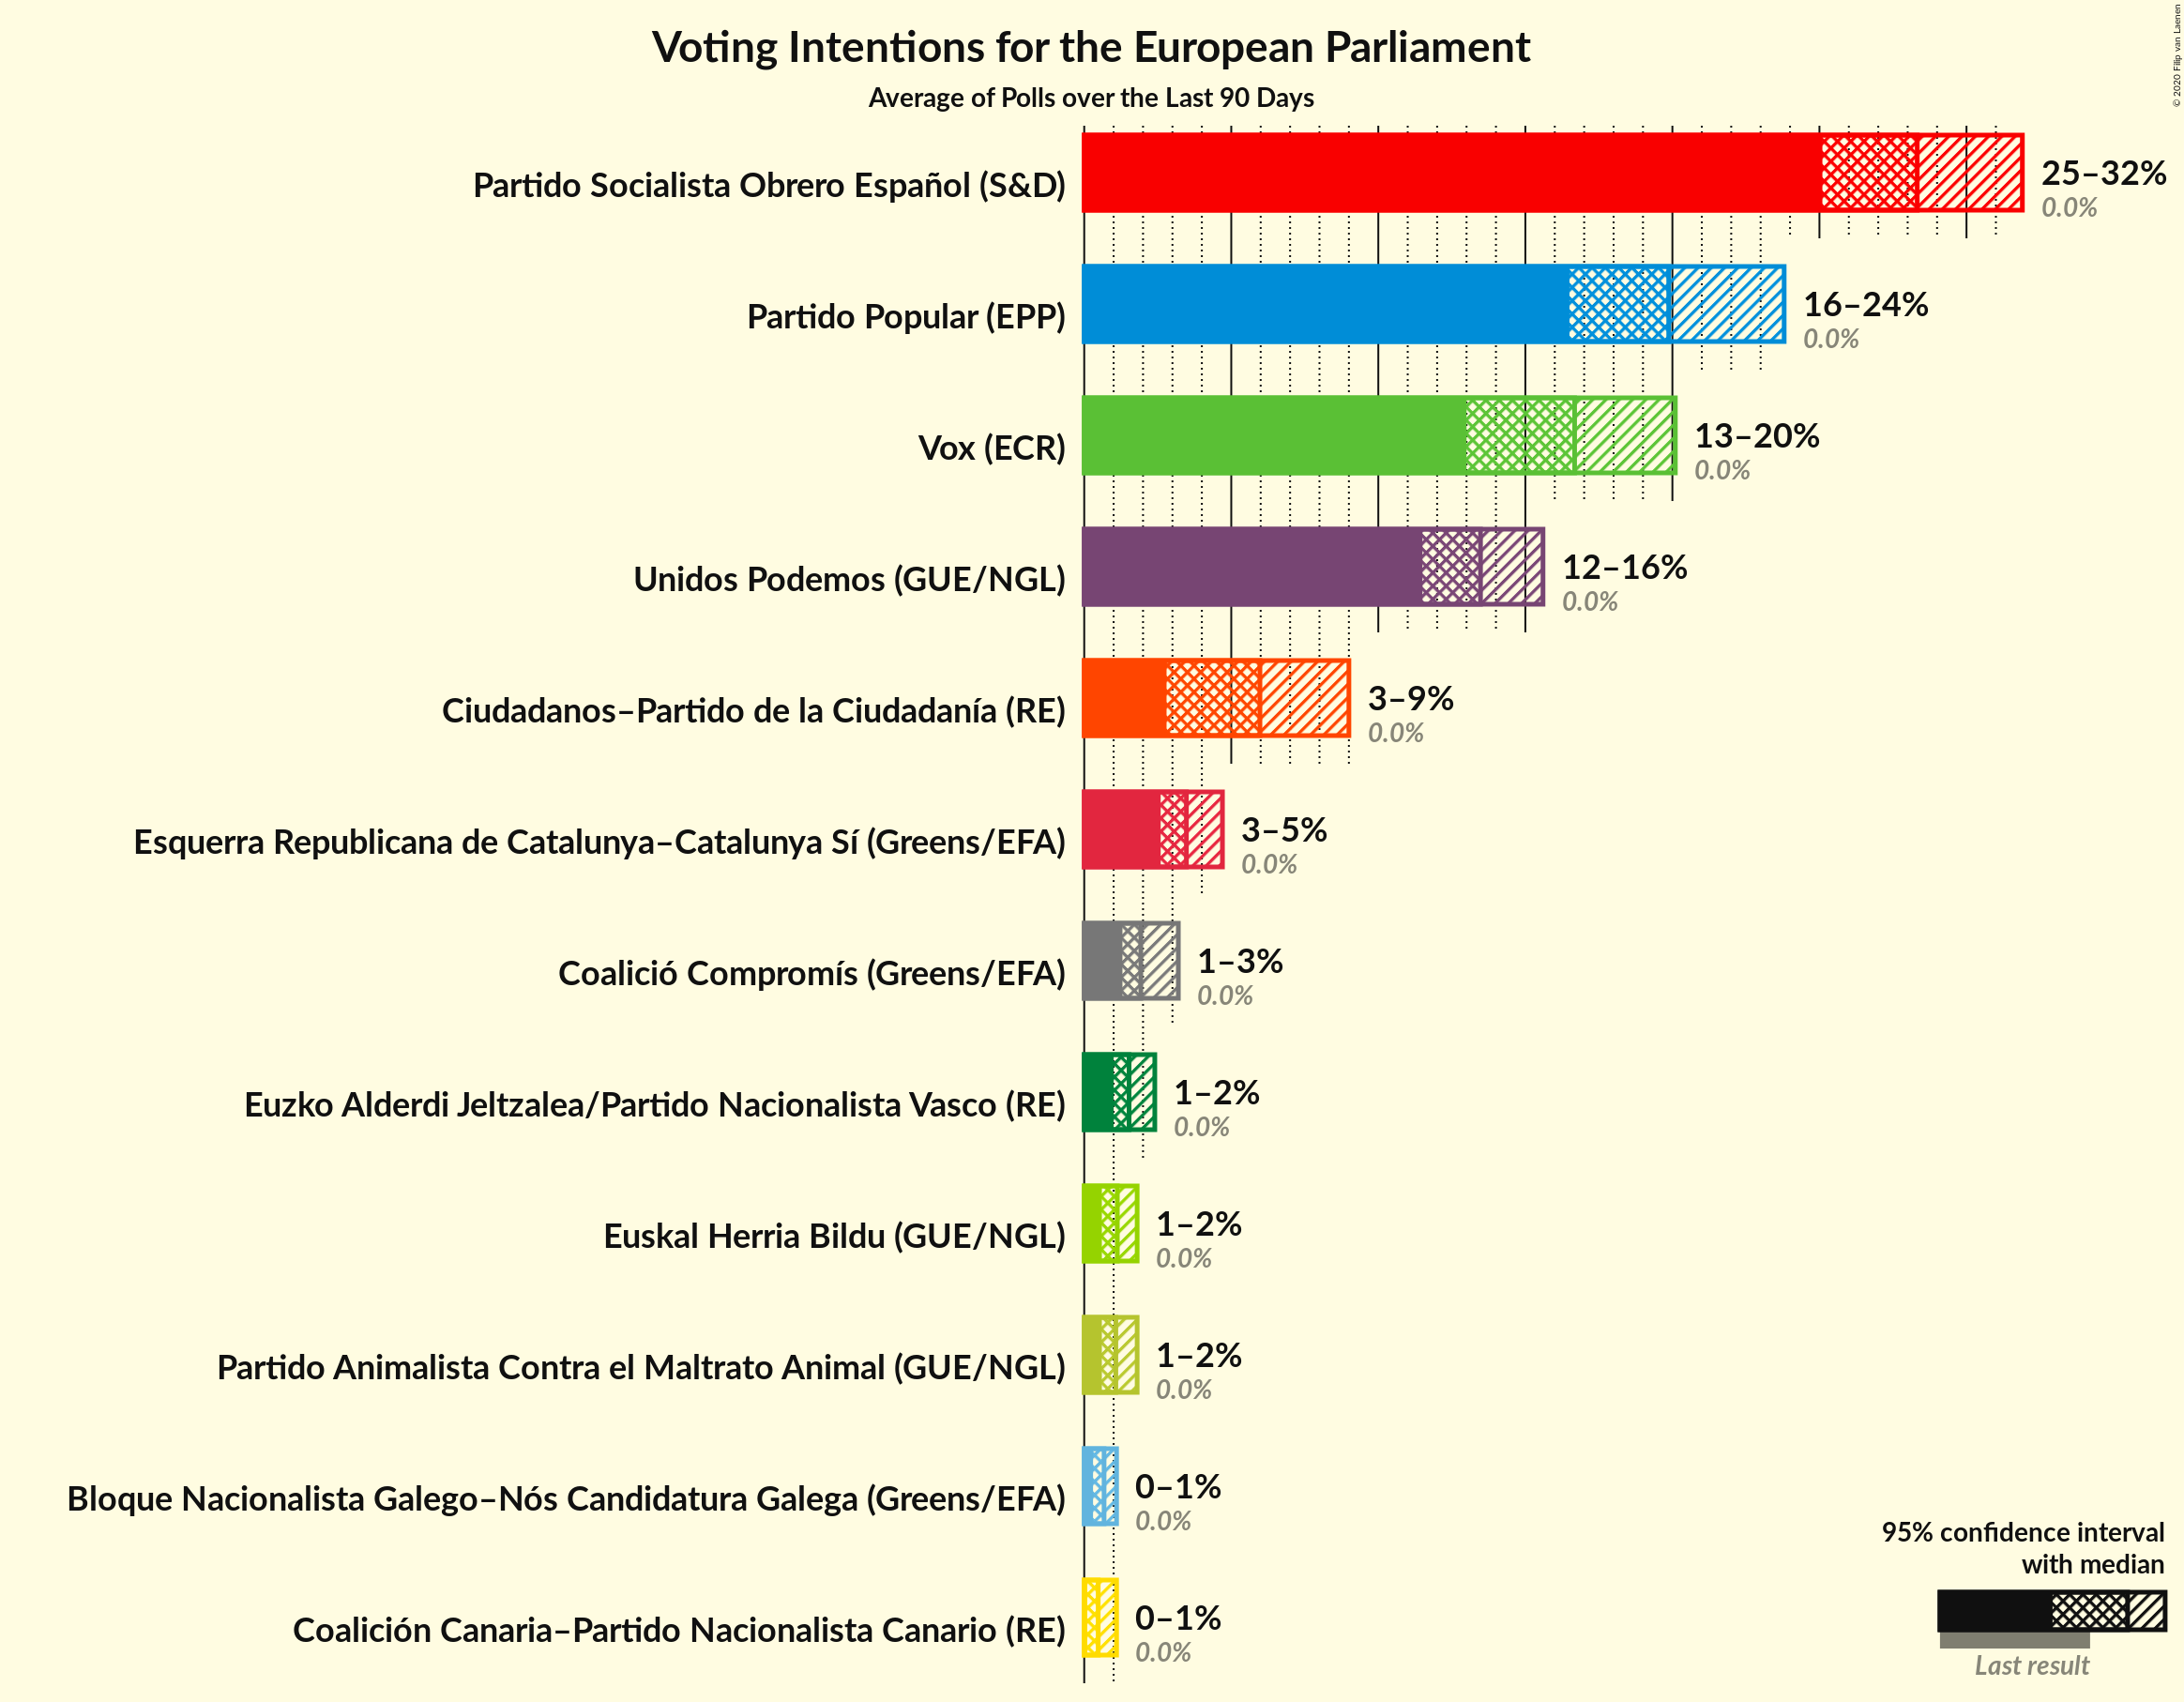 Voting Intentions for the European Parliament
Average of Polls over the Last 90 Days
© 2020 Filip van Laenen
Partido Socialista Obrero Español (S&D)
25–32%
0.0%
Partido Popular (EPP)
16–24%
0.0%
Vox (ECR)
13–20%
0.0%
Unidos Podemos (GUE/NGL)
12–16%
0.0%
Ciudadanos–Partido de la Ciudadanía (RE)
3–9%
0.0%
Esquerra Republicana de Catalunya–Catalunya Sí (Greens/EFA)
3–5%
0.0%
Coalició Compromís (Greens/EFA)
1–3%
0.0%
Euzko Alderdi Jeltzalea/Partido Nacionalista Vasco (RE)
1–2%
0.0%
Euskal Herria Bildu (GUE/NGL)
1–2%
0.0%
Partido Animalista Contra el Maltrato Animal (GUE/NGL)
1–2%
0.0%
Bloque Nacionalista Galego–Nós Candidatura Galega (Greens/EFA)
0–1%
0.0%
Coalición Canaria–Partido Nacionalista Canario (RE)
0–1%
0.0%
95% confidence interval
with median
Last result